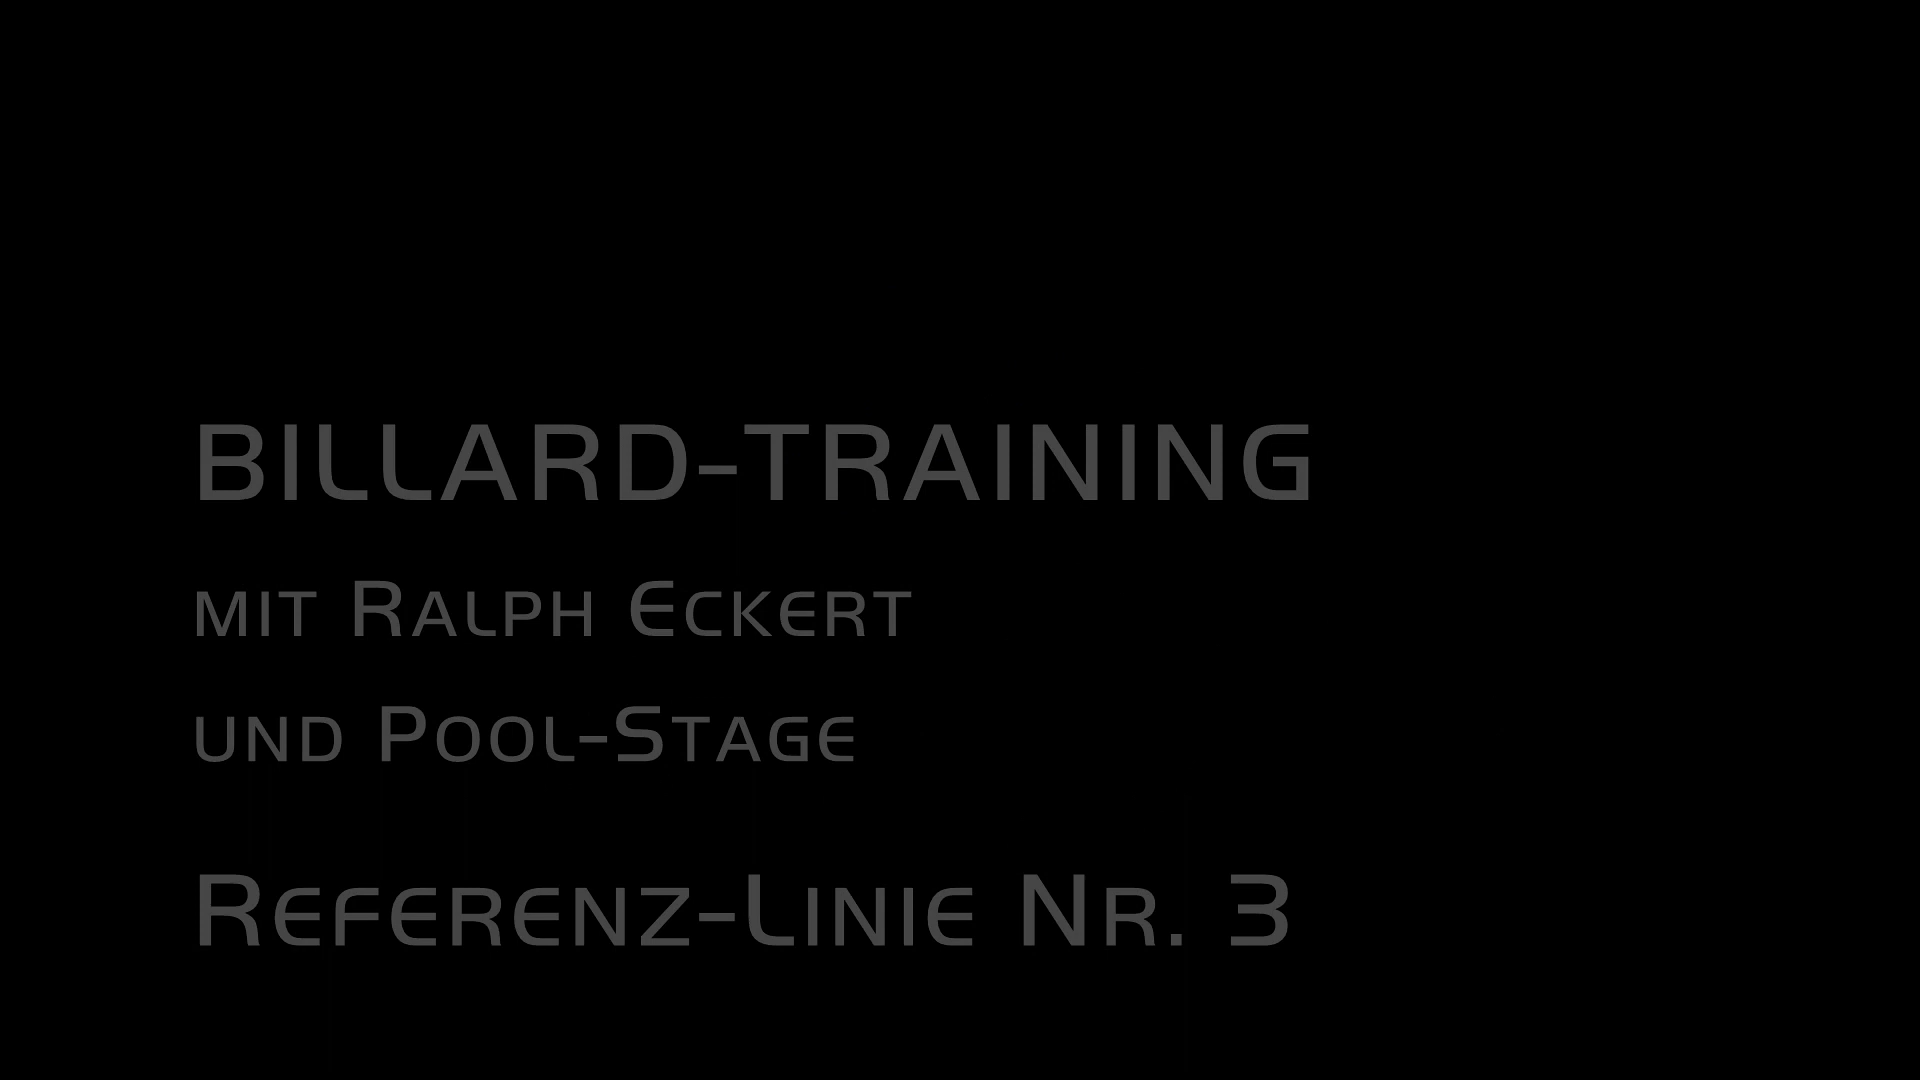 BILLARD-TRAINING
mit Ralph Eckert
und Pool-Stage
Referenz-Linie Nr. 3